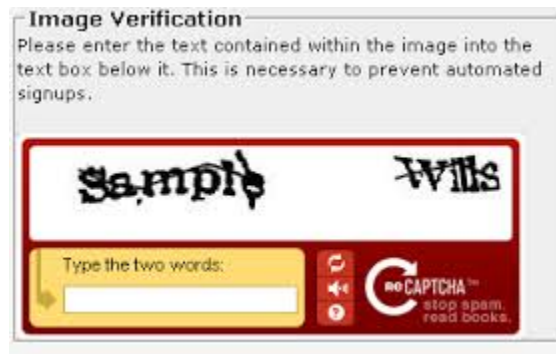 Image Verification
Please enter the text contained within the image into the
text box below it. This is necessary to prevent automated
signups.
Sample Wills
Type the two words:
reCAPTCHA™
stop spam.
read books.